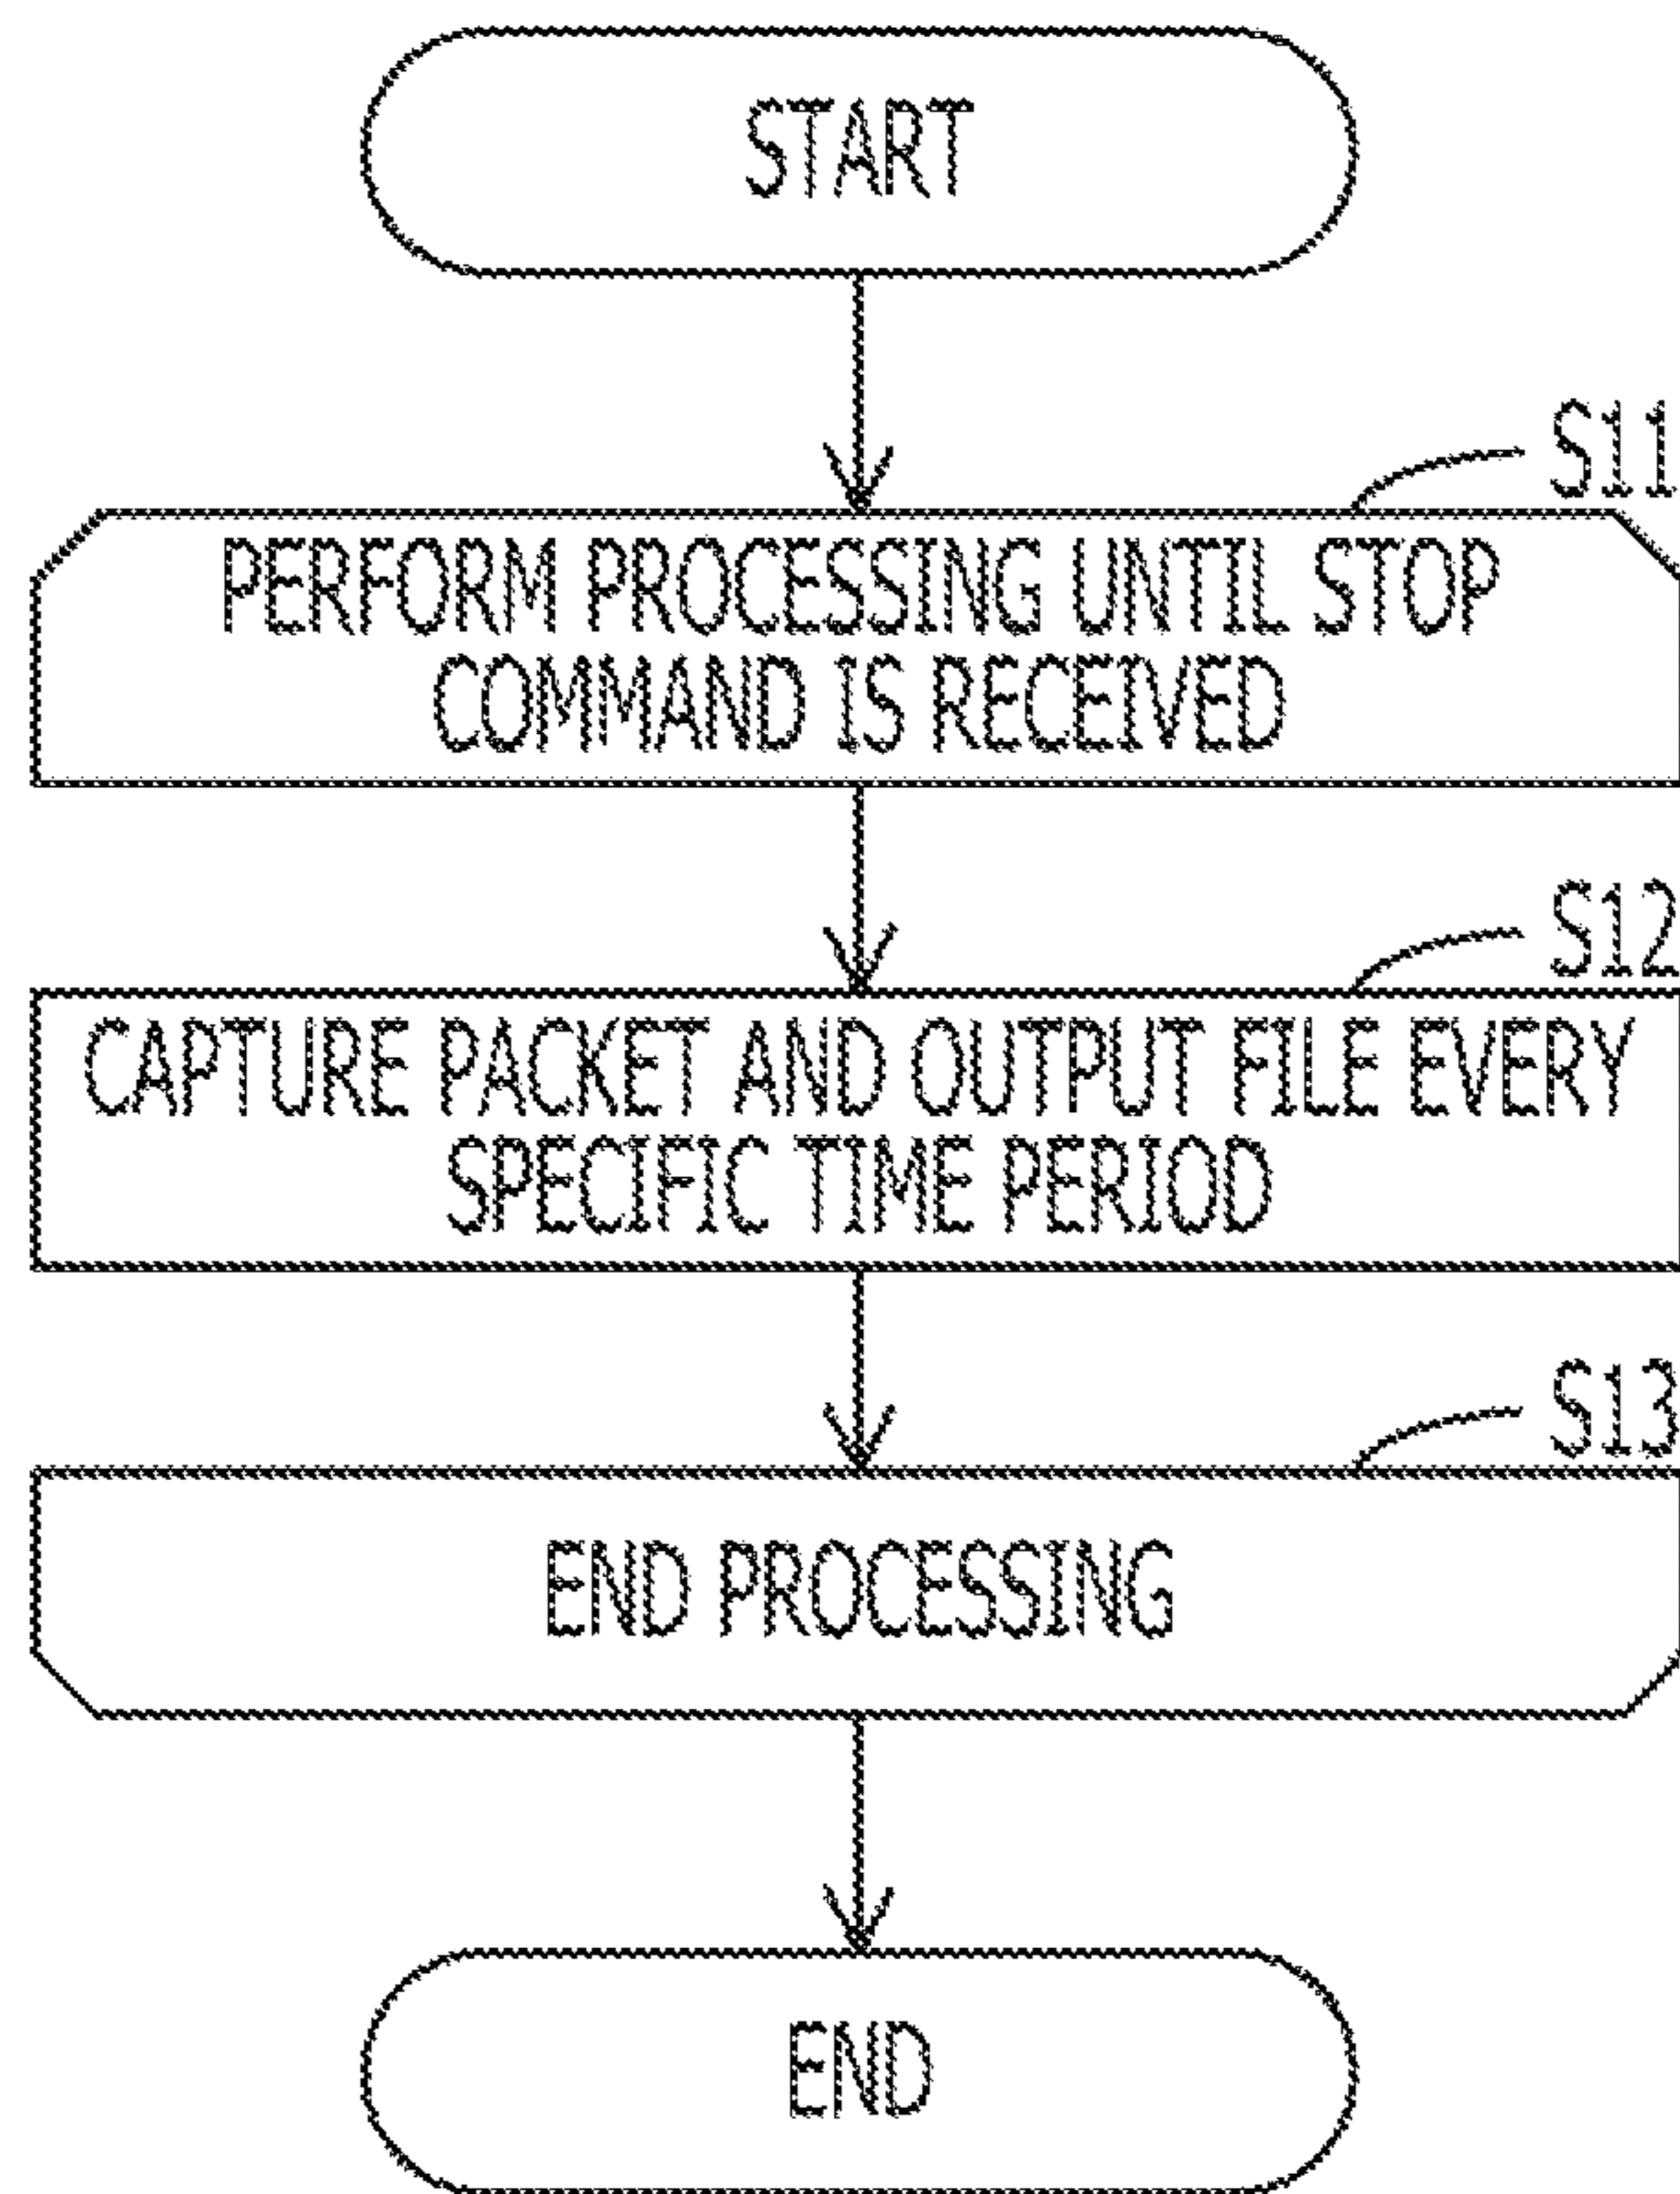 START
S11
PERFORM PROCESSING UNTIL STOP
COMMAND IS RECEIVED
S12
CAPTURE PACKET AND OUTPUT FILE EVERY
SPECIFIC TIME PERIOD
S13
END PROCESSING
END